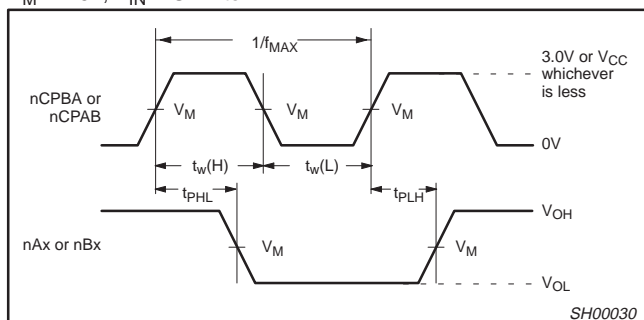 1/fMAX
3.0V or VCC
whichever
is less
nCPBA or
nCPAB
VM
VM
VM
0V
tw(H)
tw(L)
tPHL
tPLH
VOH
nAx or nBx
VM
VM
VOL
SH00030